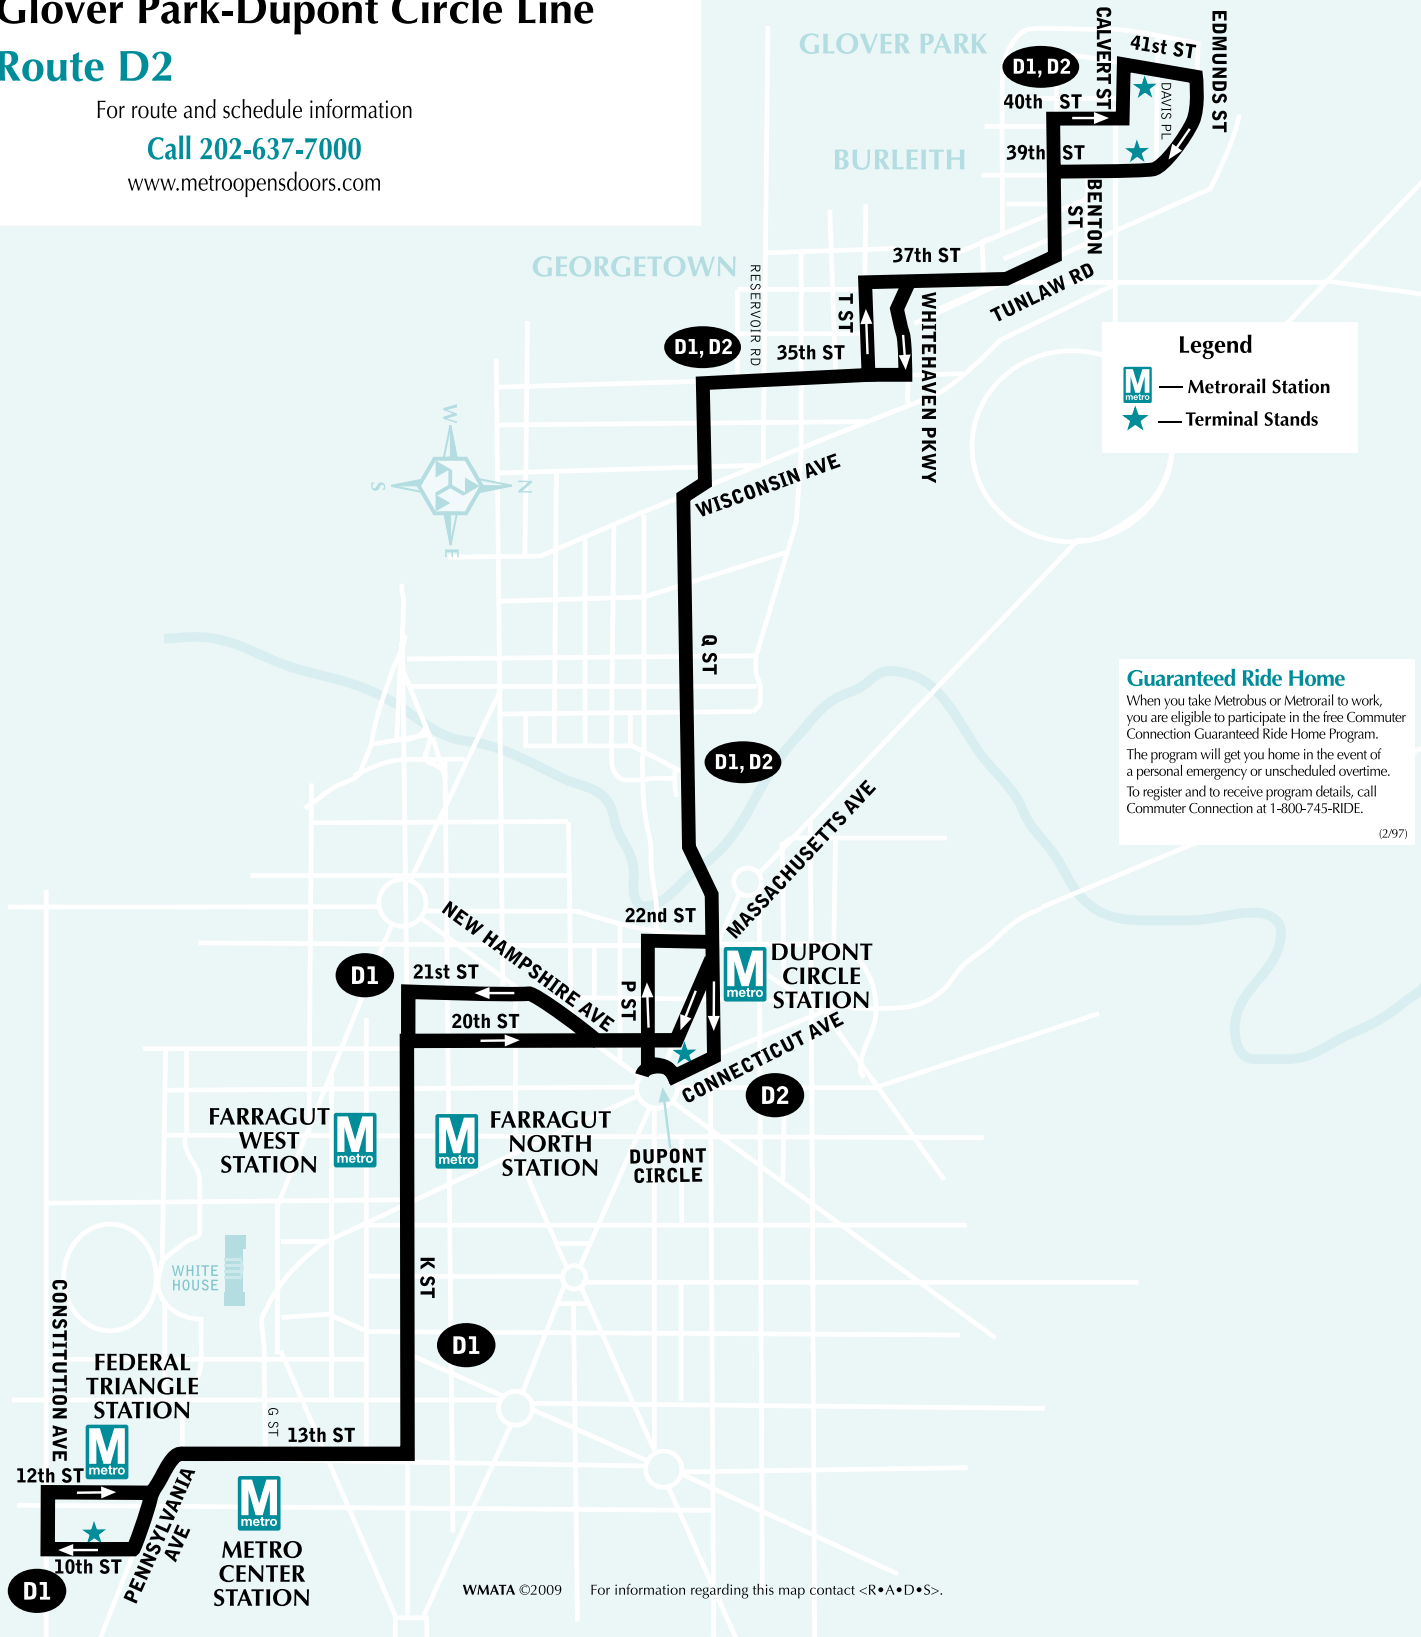 Glover Park-Dupont Circle Line
Route D2
For route and schedule information
Call 202-637-7000
www.metroopensdoors.com
GLOVER PARK
BURLEITH
GEORGETOWN
D1, D2
CALVERT ST
41st ST
EDMUNDS ST
40th ST
DAVIS PL
39th ST
BENTON
ST
37th ST
TUNLAW RD
T ST
WHITEHAVEN PKWY
RESERVOIR RD
35th ST
D1, D2
Legend
M
metro
— Metrorail Station
— Terminal Stands
W
S
N
E
WISCONSIN AVE
Q ST
D1, D2
Guaranteed Ride Home
When you take Metrobus or Metrorail to work,
you are eligible to participate in the free Commuter
Connection Guaranteed Ride Home Program.
The program will get you home in the event of
a personal emergency or unscheduled overtime.
To register and to receive program details, call
Commuter Connection at 1-800-745-RIDE.
(2/97)
MASSACHUSETTS AVE
22nd ST
NEW HAMPSHIRE AVE
M
metro
DUPONT
CIRCLE
STATION
D1
21st ST
P ST
20th ST
CONNECTICUT AVE
D2
FARRAGUT
WEST
STATION
M
metro
M
metro
FARRAGUT
NORTH
STATION
DUPONT
CIRCLE
WHITE
HOUSE
K ST
CONSTITUTION AVE
D1
FEDERAL
TRIANGLE
STATION
M
metro
G ST
13th ST
12th ST
PENNSYLVANIA
AVE
M
metro
METRO
CENTER
STATION
10th ST
D1
WMATA ©2009 For information regarding this map contact <R•A•D•S>.